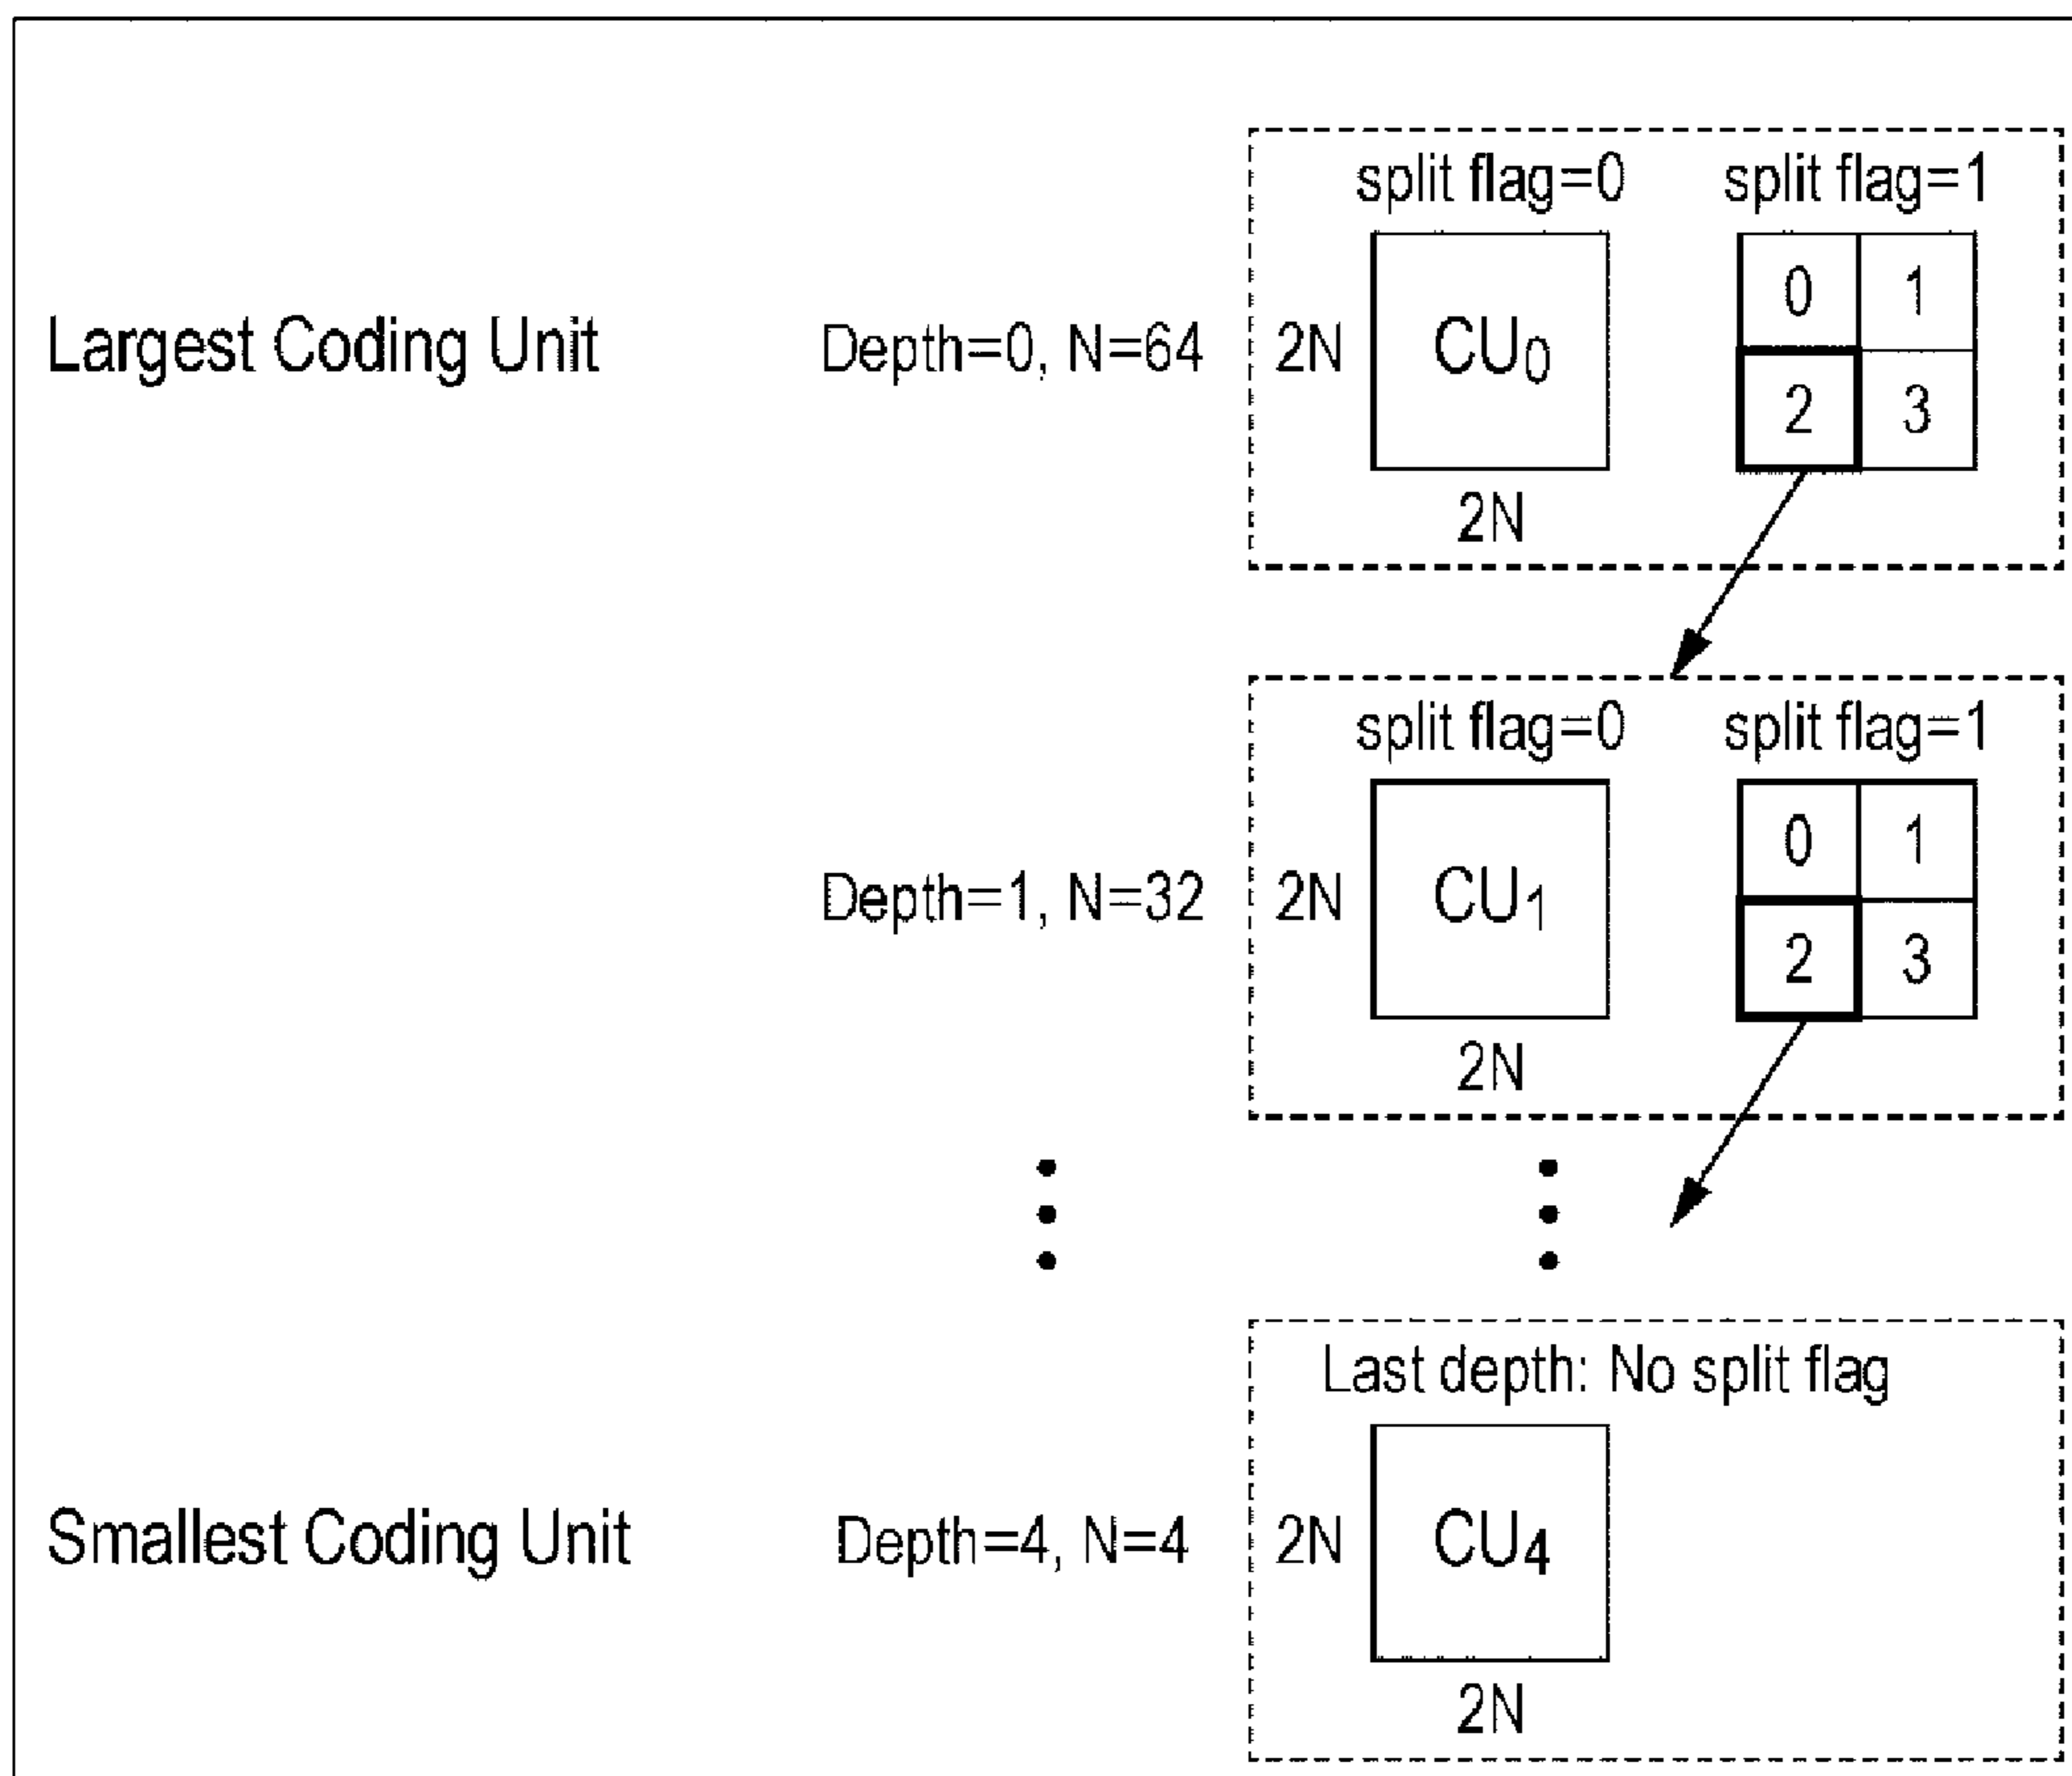 split flag=0 split flag=1
Largest Coding Unit Depth=0, N=64 2N CU0 0 1
2 3
2N
split flag=0 split flag=1
Depth=1, N=32 2N CU1 0 1
2 3
2N
Last depth: No split flag
Smallest Coding Unit Depth=4, N=4 2N CU4
2N